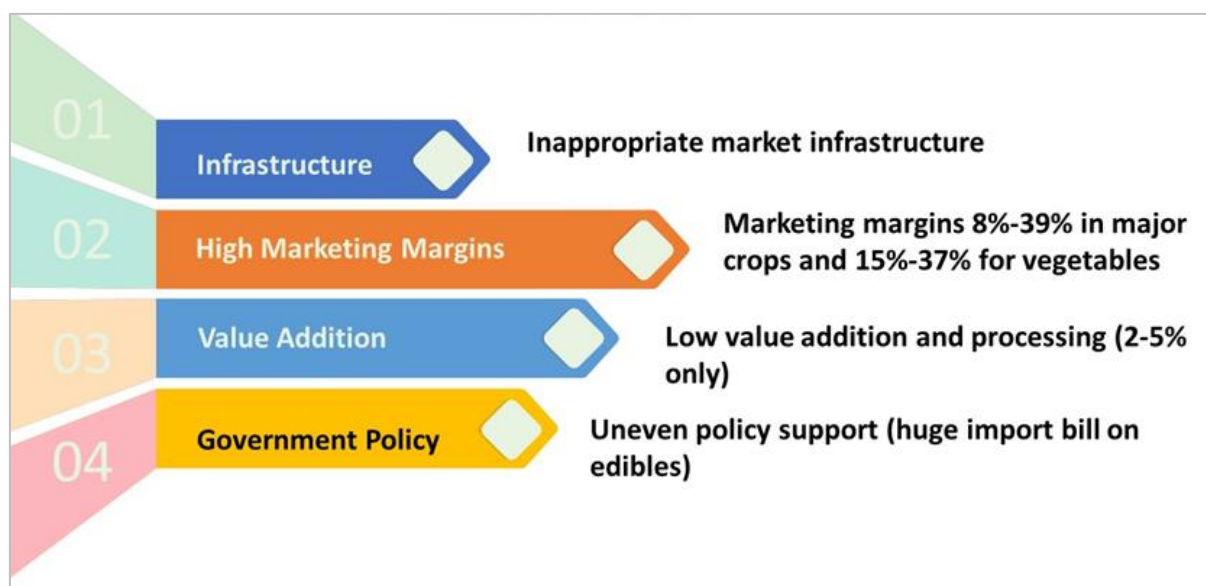 01
Infrastructure
Inappropriate market infrastructure
02
High Marketing Margins
Marketing margins 8%-39% in major
crops and 15%-37% for vegetables
03
Value Addition
Low value addition and processing (2-5%
only)
04
Government Policy
Uneven policy support (huge import bill on
edibles)